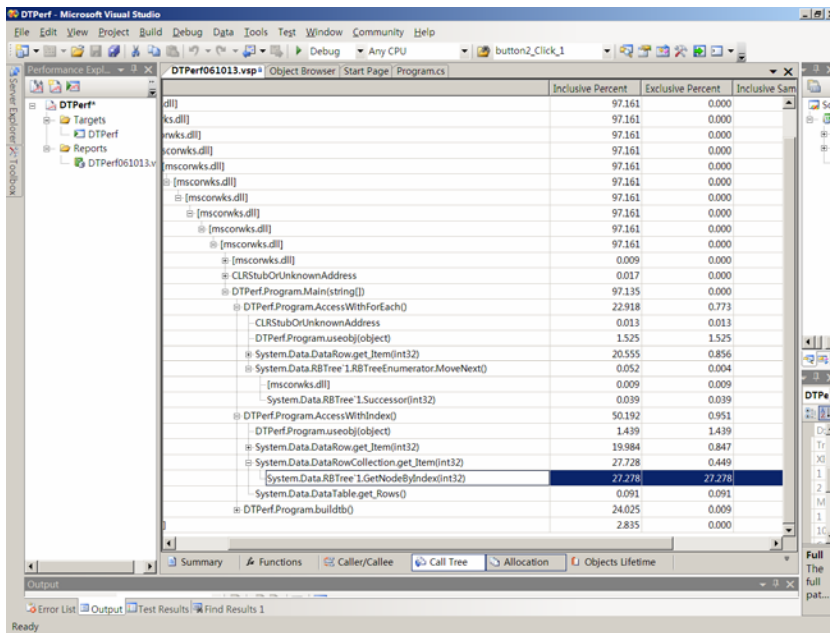 DTPerf - Microsoft Visual Studio
File Edit View Project Build Debug Data Tools Test Window Community Help
Debug Any CPU button2_Click_1
Performance Expl... DTPerf061013.vsp* Object Browser Start Page Program.cs
Server Explorer
Toolbox
DTPerf*
Targets
DTPerf
Reports
DTPerf061013.v
Inclusive Percent Exclusive Percent Inclusive Sam
dll] 97.161 0.000
ks.dll] 97.161 0.000
rwks.dll] 97.161 0.000
scorwks.dll] 97.161 0.000
[mscorwks.dll] 97.161 0.000
[mscorwks.dll] 97.161 0.000
[mscorwks.dll] 97.161 0.000
[mscorwks.dll] 97.161 0.000
[mscorwks.dll] 97.161 0.000
[mscorwks.dll] 97.161 0.000
[mscorwks.dll] 0.009 0.000
CLRStubOrUnknownAddress 0.017 0.000
DTPerf.Program.Main(string[]) 97.135 0.000
DTPerf.Program.AccessWithForEach() 22.918 0.773
CLRStubOrUnknownAddress 0.013 0.013
DTPerf.Program.useobj(object) 1.525 1.525
System.Data.DataRow.get_Item(int32) 20.555 0.856
System.Data.RBTree`1.RBTreeEnumerator.MoveNext() 0.052 0.004
[mscorwks.dll] 0.009 0.009
System.Data.RBTree`1.Successor(int32) 0.039 0.039
DTPerf.Program.AccessWithIndex() 50.192 0.951
DTPerf.Program.useobj(object) 1.439 1.439
System.Data.DataRow.get_Item(int32) 19.984 0.847
System.Data.DataRowCollection.get_Item(int32) 27.728 0.449
System.Data.RBTree`1.GetNodeByIndex(int32) 27.278 27.278
System.Data.DataTable.get_Rows() 0.091 0.091
DTPerf.Program.buildtb() 24.025 0.009
] 2.835 0.000
Summary Functions Caller/Callee Call Tree Allocation Objects Lifetime
DTPe
Full
The
full
pat...
Output
Error List Output Test Results Find Results 1
Ready